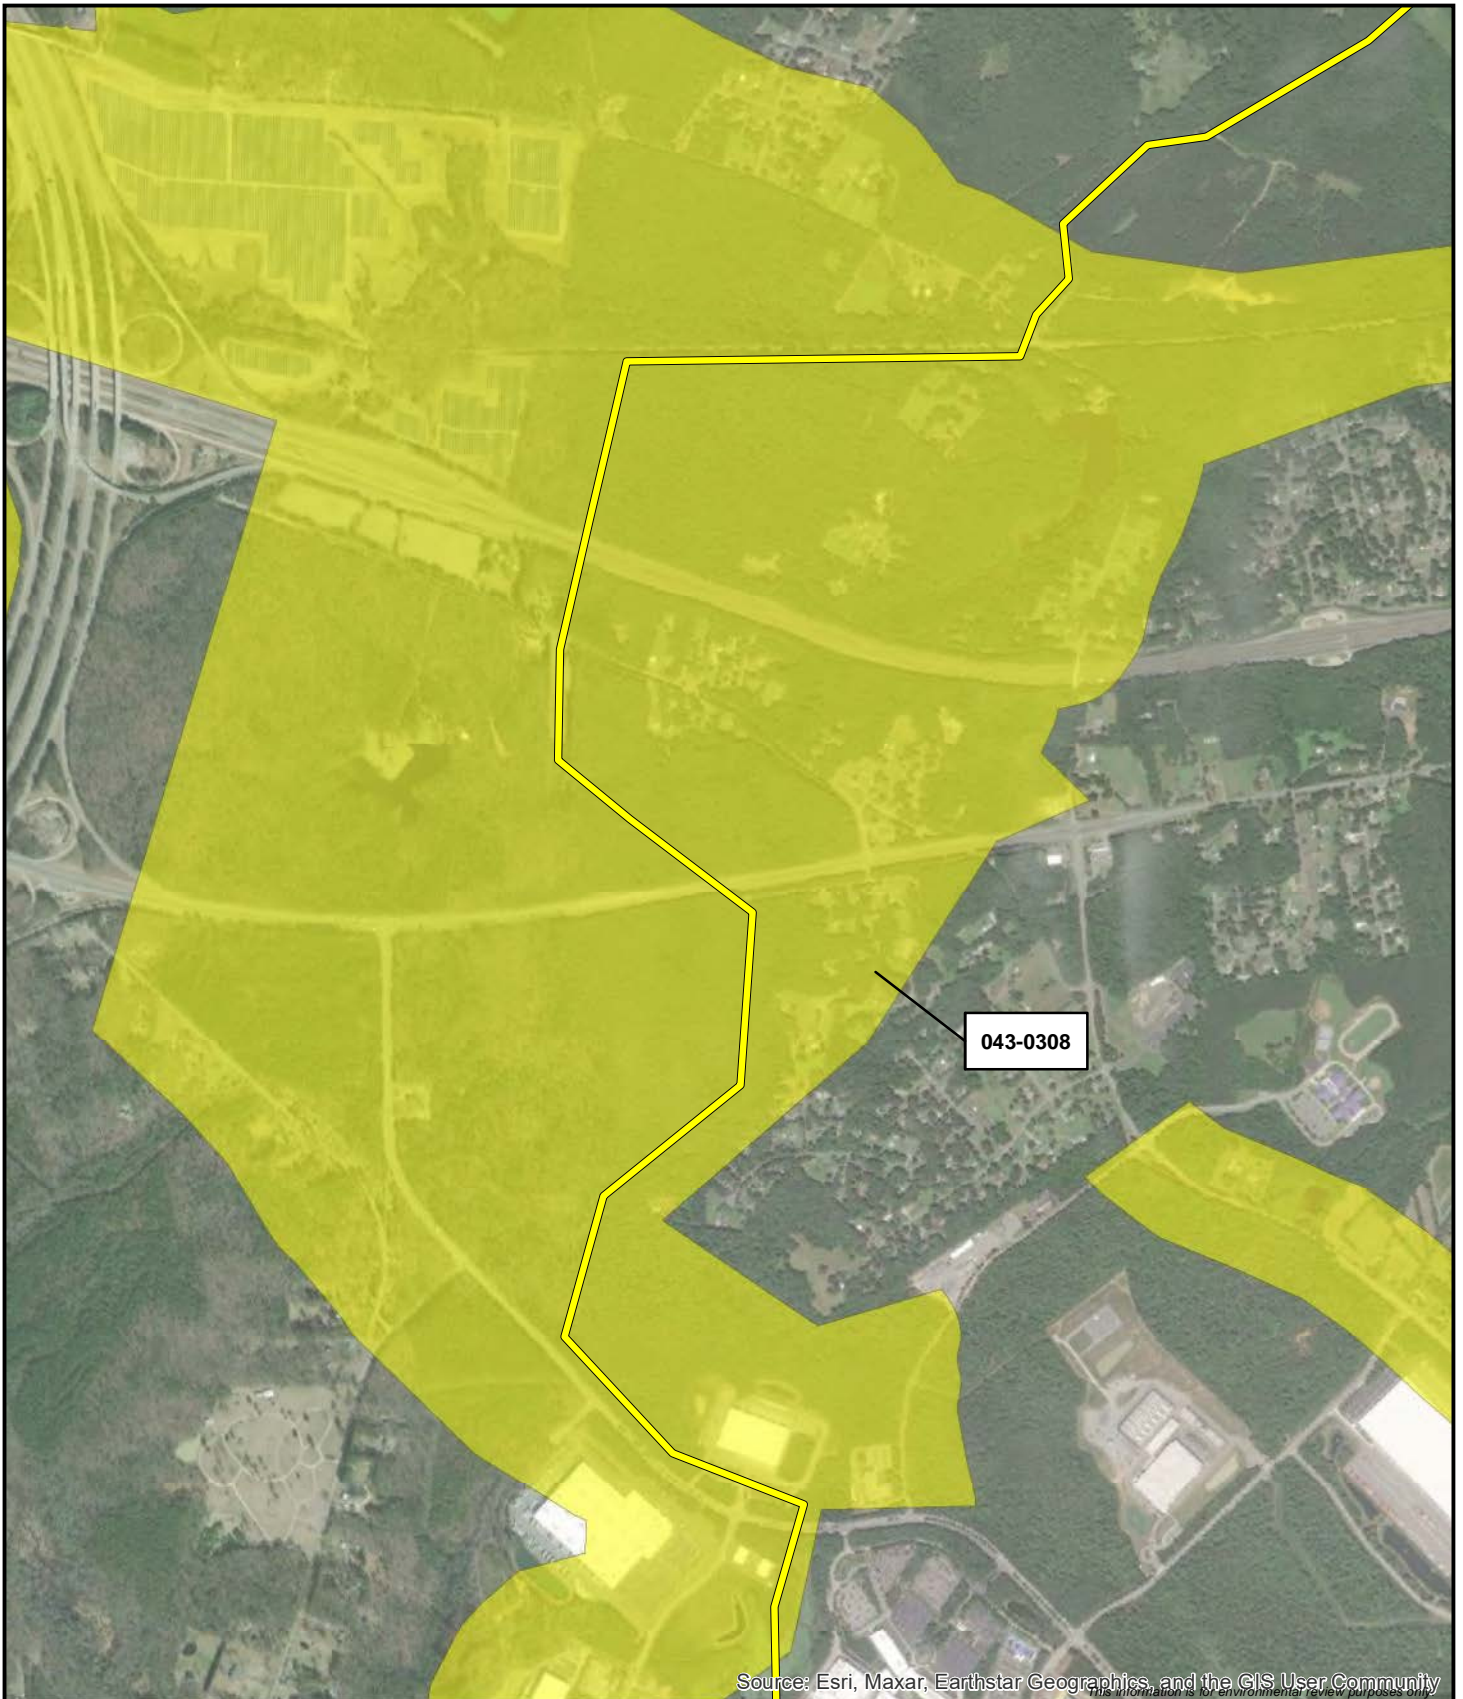 043-0308
Source: Esri, Maxar, Earthstar Geographics, and the GIS User Community
This information is for environmental review purposes only.